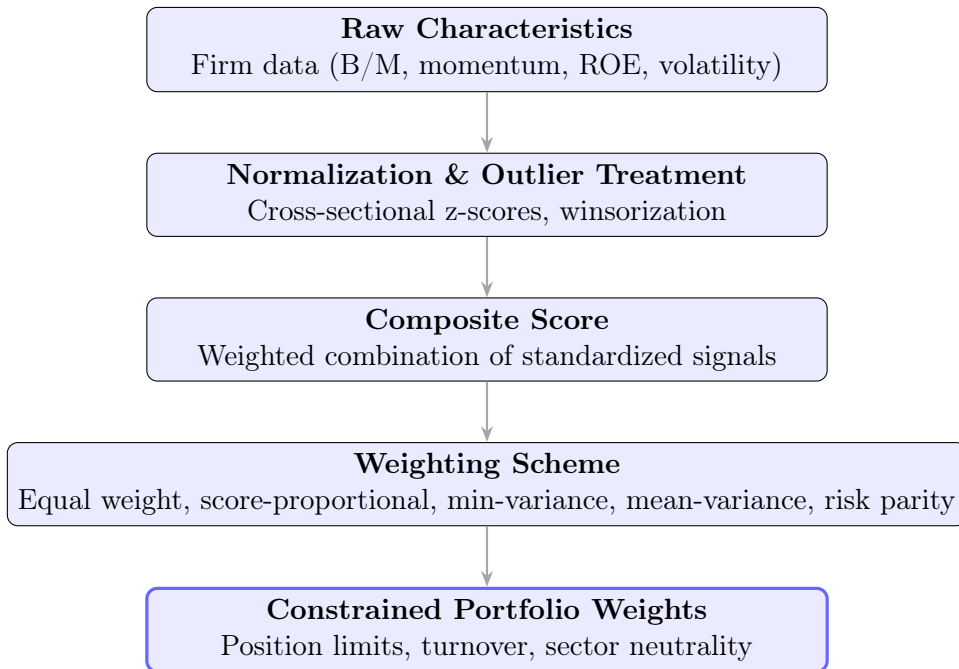 Raw Characteristics
Firm data (B/M, momentum, ROE, volatility)
Normalization & Outlier Treatment
Cross-sectional z-scores, winsorization
Composite Score
Weighted combination of standardized signals
Weighting Scheme
Equal weight, score-proportional, min-variance, mean-variance, risk parity
Constrained Portfolio Weights
Position limits, turnover, sector neutrality